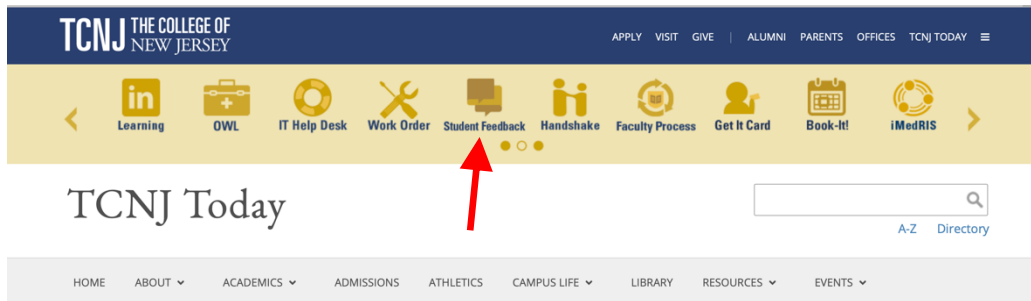 TCNJ THE COLLEGE OF
NEW JERSEY
APPLY VISIT GIVE | ALUMNI PARENTS OFFICES TCNJ TODAY
in
Learning OWL IT Help Desk Work Order Student Feedback Handshake Faculty Process Get It Card Book-It! iMedRIS
TCNJ Today
A-Z Directory
HOME ABOUT ACADEMICS ADMISSIONS ATHLETICS CAMPUS LIFE LIBRARY RESOURCES EVENTS